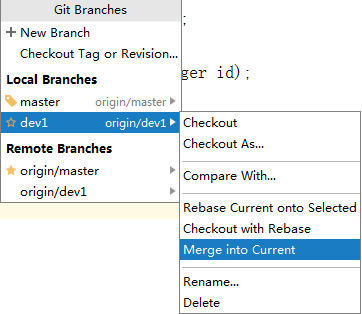 Git Branches
;
+ New Branch
Checkout Tag or Revision...
Local Branches
ger id);
master origin/master
dev1 origin/dev1
Remote Branches
origin/master
origin/dev1
Checkout
Checkout As...
Compare With...
Rebase Current onto Selected
Checkout with Rebase
Merge into Current
Rename...
Delete